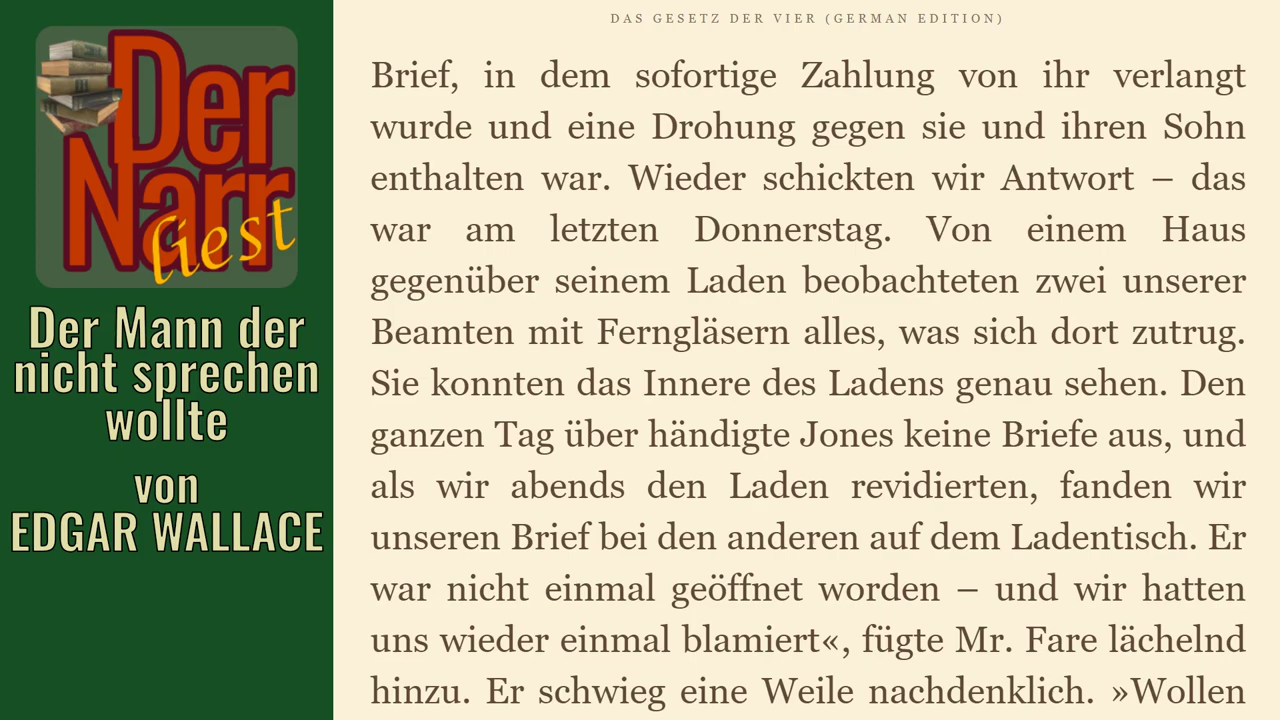 Der
Narr
liest
Der Mann der
nicht sprechen
wollte
von
EDGAR WALLACE
DAS GESETZ DER VIER (GERMAN EDITION)
Brief, in dem sofortige Zahlung von ihr verlangt
wurde und eine Drohung gegen sie und ihren Sohn
enthalten war. Wieder schickten wir Antwort – das
war am letzten Donnerstag. Von einem Haus
gegenüber seinem Laden beobachteten zwei unserer
Beamten mit Ferngläsern alles, was sich dort zutrug.
Sie konnten das Innere des Ladens genau sehen. Den
ganzen Tag über händigte Jones keine Briefe aus, und
als wir abends den Laden revidierten, fanden wir
unseren Brief bei den anderen auf dem Ladentisch. Er
war nicht einmal geöffnet worden – und wir hatten
uns wieder einmal blamiert«, fügte Mr. Fare lächelnd
hinzu. Er schwieg eine Weile nachdenklich. »Wollen